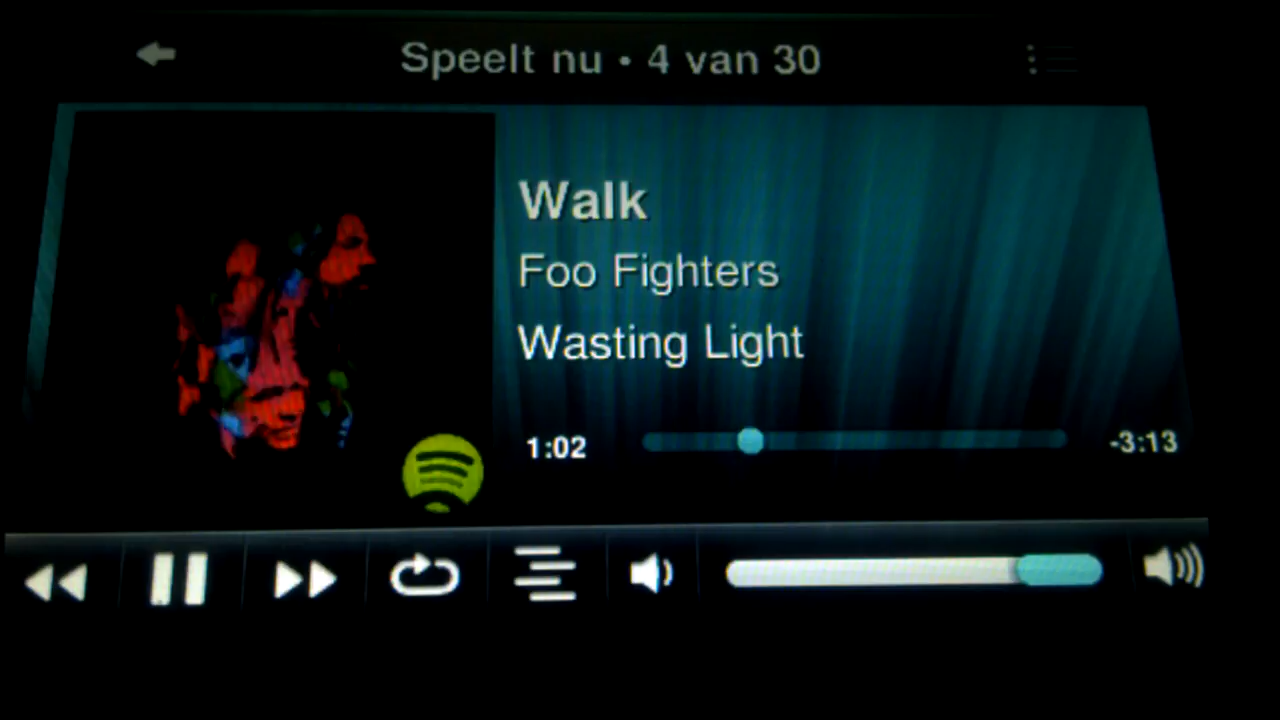 Speelt nu • 4 van 30
Walk
Foo Fighters
Wasting Light
1:02
-3:13